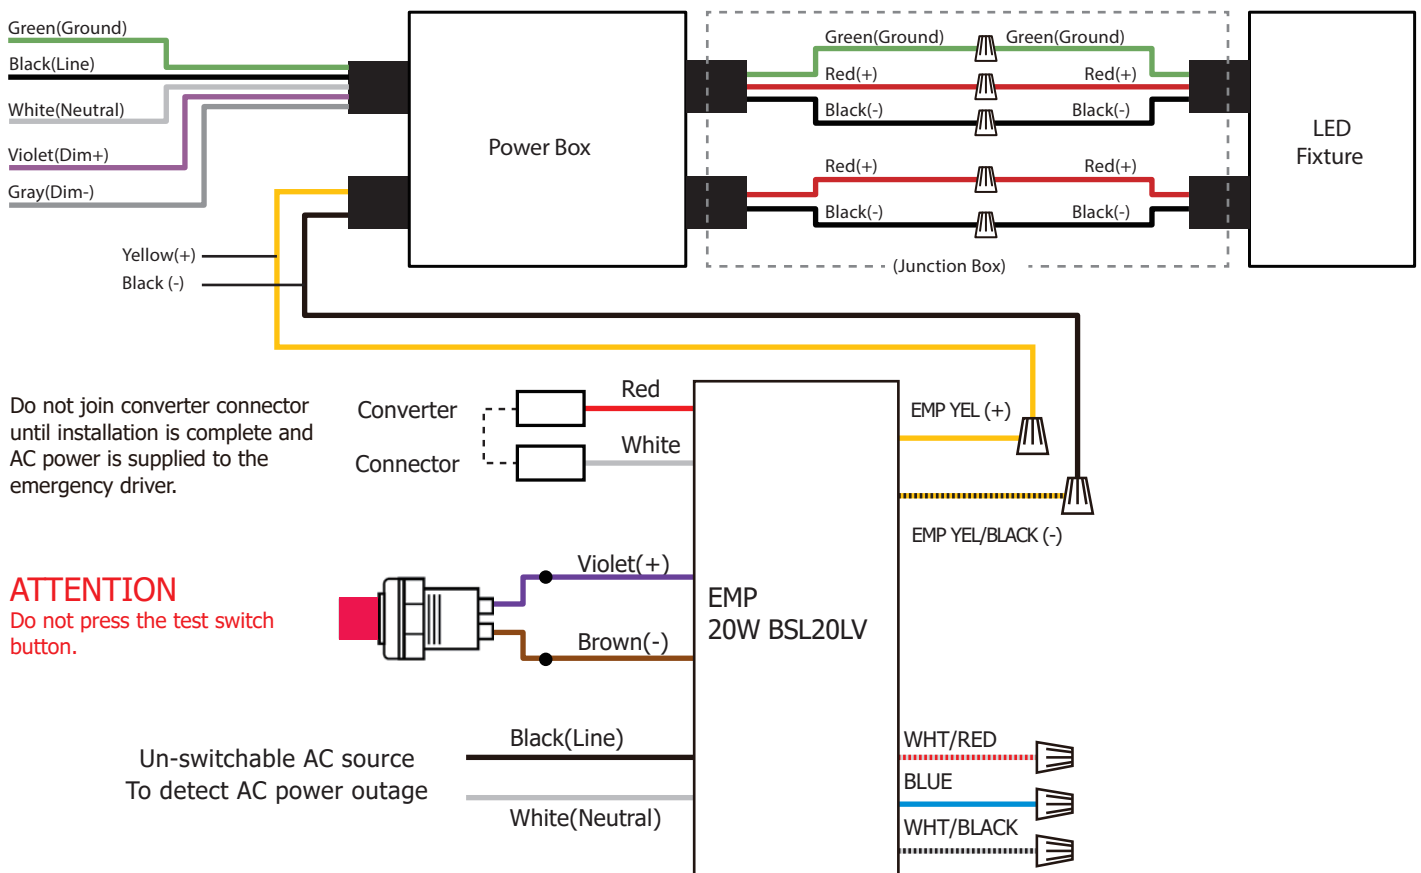 Green(Ground)
Black(Line)
White(Neutral)
Violet(Dim+)
Gray(Dim-)
Yellow(+)
Black (-)
Power Box
Green(Ground)
Green(Ground)
Red(+)
Red(+)
Black(-)
Black(-)
Red(+)
Red(+)
Black(-)
Black(-)
(Junction Box)
LED
Fixture
Do not join converter connector
until installation is complete and
AC power is supplied to the
emergency driver.
Converter
Connector
Red
White
EMP YEL (+)
EMP YEL/BLACK (-)
ATTENTION
Do not press the test switch
button.
Violet(+)
Brown(-)
EMP
20W BSL20LV
Un-switchable AC source
To detect AC power outage
Black(Line)
White(Neutral)
WHT/RED
BLUE
WHT/BLACK